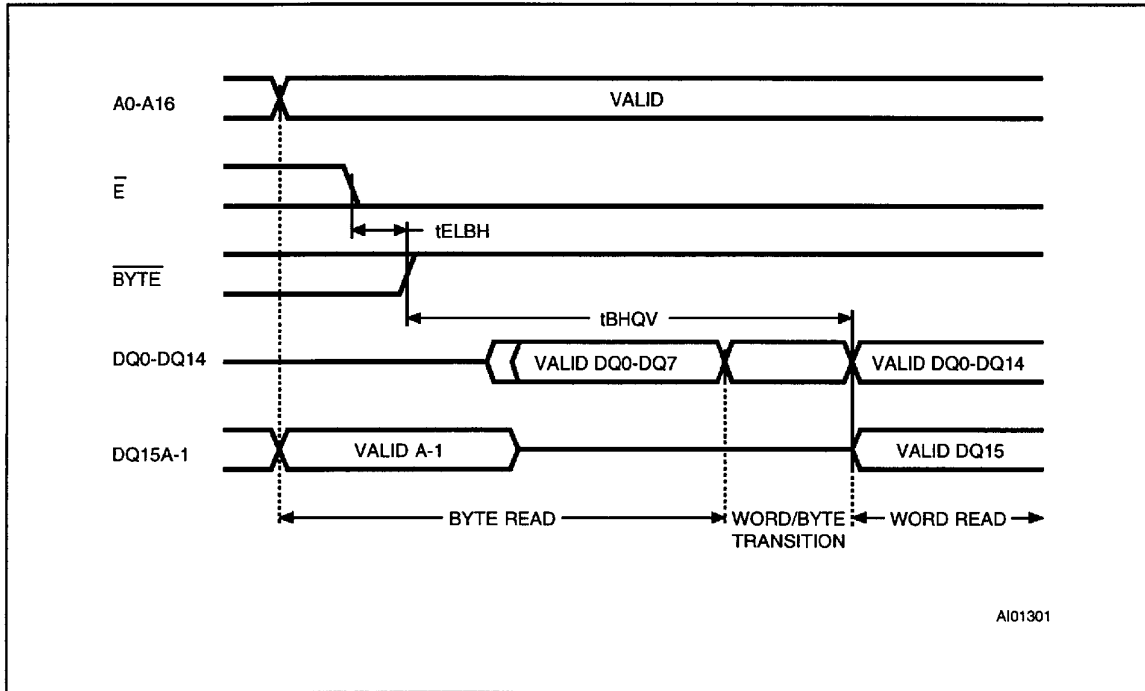 A0-A16
VALID
E
tELBH
BYTE
tBHQV
DQ0-DQ14
VALID DQ0-DQ7
VALID DQ0-DQ14
DQ15A-1
VALID A-1
VALID DQ15
BYTE READ
WORD/BYTE
TRANSITION
WORD READ
AI01301